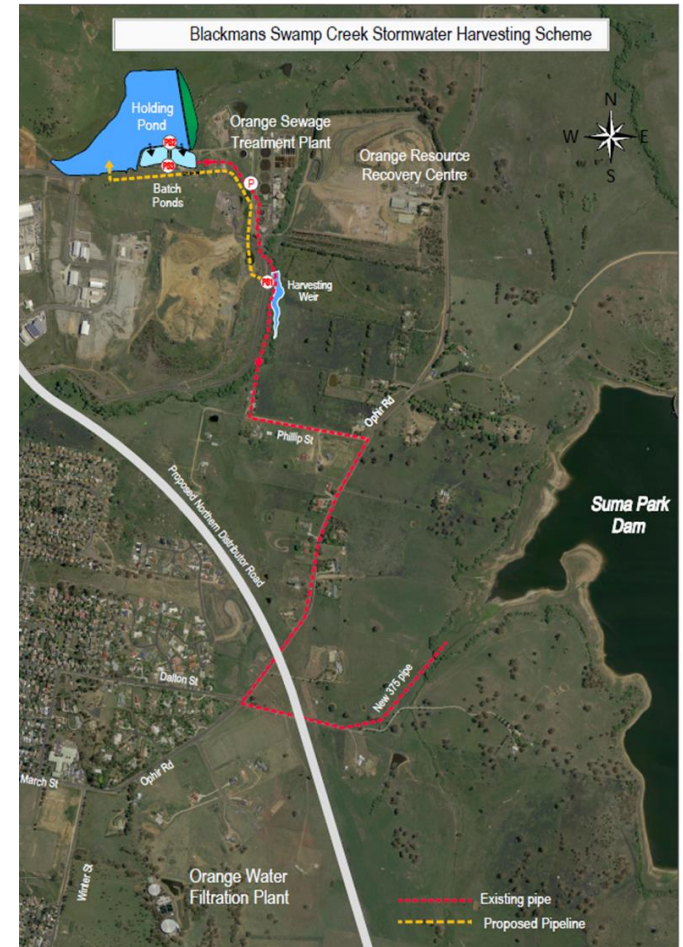 Blackmans Swamp Creek Stormwater Harvesting Scheme
N
W
E
S
Holding
Pond
Orange Sewage
Treatment Plant
Orange Resource
Recovery Centre
P
Batch
Ponds
Harvesting
Weir
Ophir Rd
Phillip St
Proposed Northern Distributor Road
Suma Park
Dam
Dalton St
New 375 pipe
Ophir Rd
March St
Winter St
Orange Water
Filtration Plant
Existing pipe
Proposed Pipeline